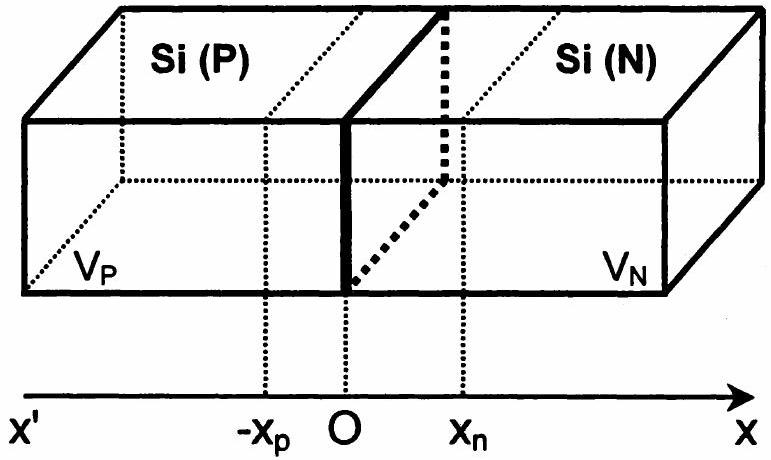 Si (P) Si (N)
V_P V_N
x' -x_p O x_n x